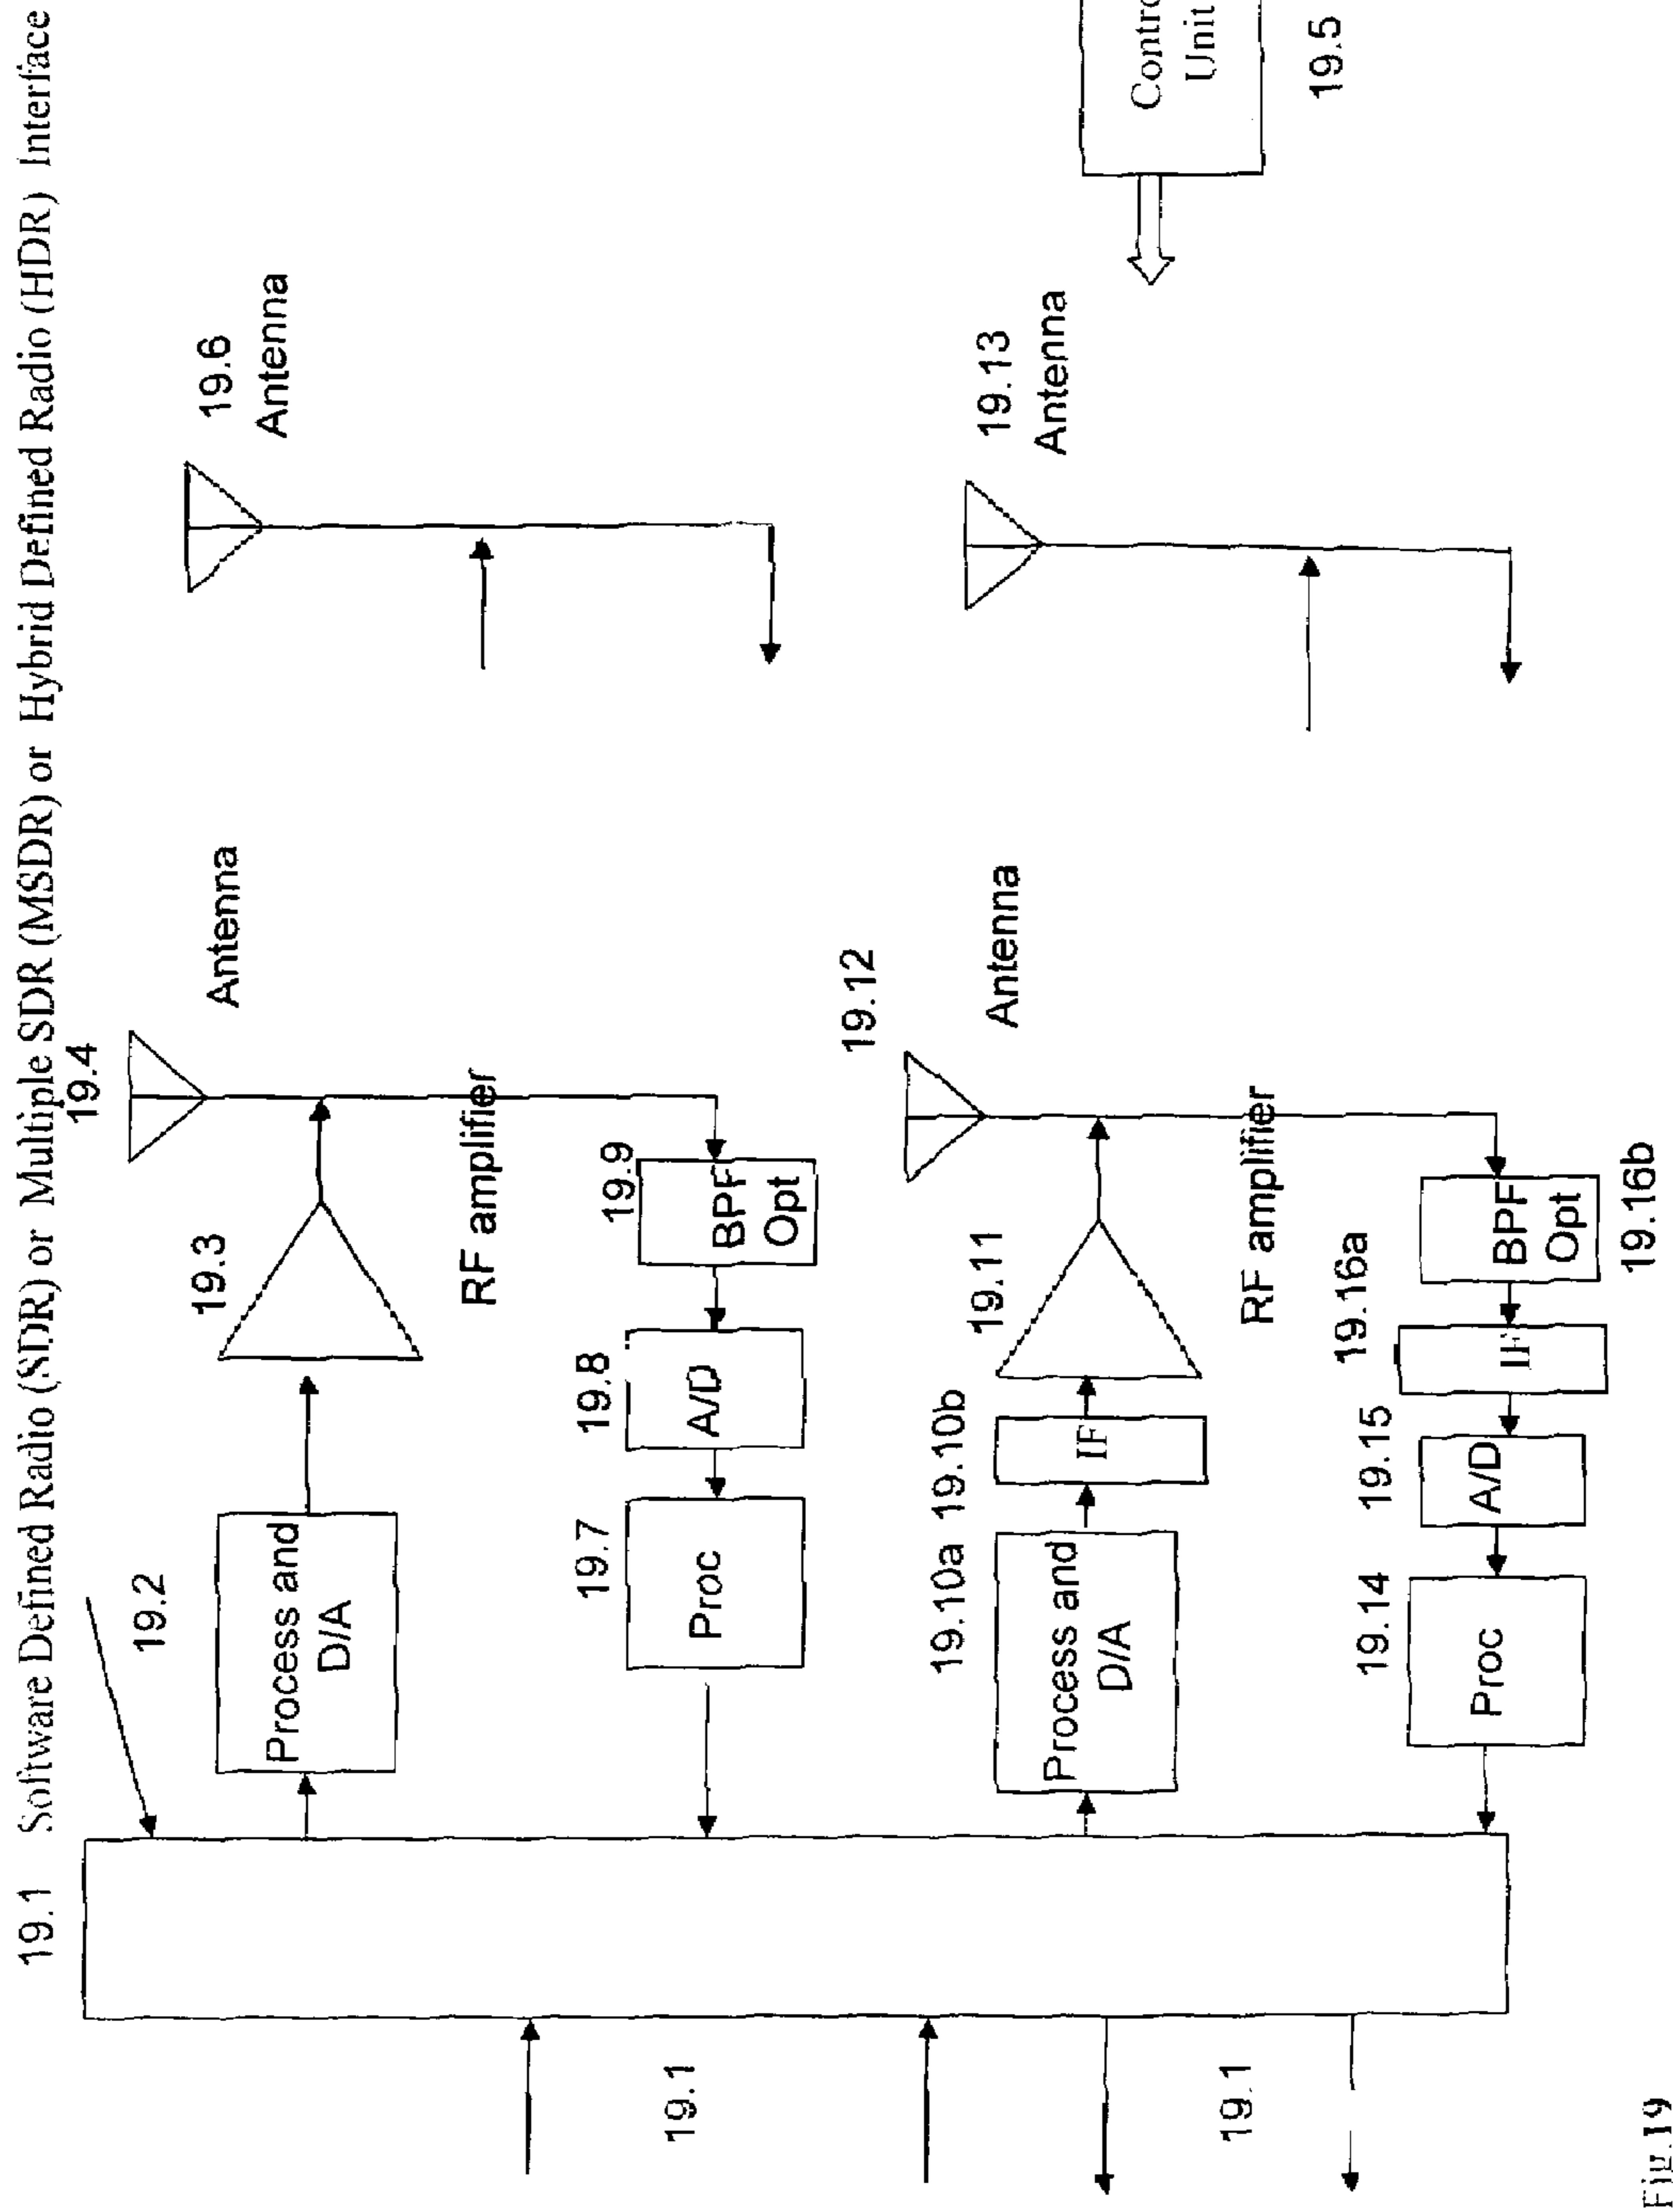 19.1 Software Defined Radio (SDR) or Multiple SDR (MSDR) or Hybrid Defined Radio (HDR) Interface
19.4
Antenna
19.6
Antenna
19.2
19.3
Process and
D/A
RF amplifier
19.7
19.8
19.9
Proc
A/D
BPF
Opt
19.1
19.12
Antenna
19.13
Antenna
19.10a
19.10b
19.11
Process and
D/A
IF
RF amplifier
Unit
19.5
19.1
19.14
19.15
19.16a
Proc
A/D
IF
BPF
Opt
19.16b
Fig.19